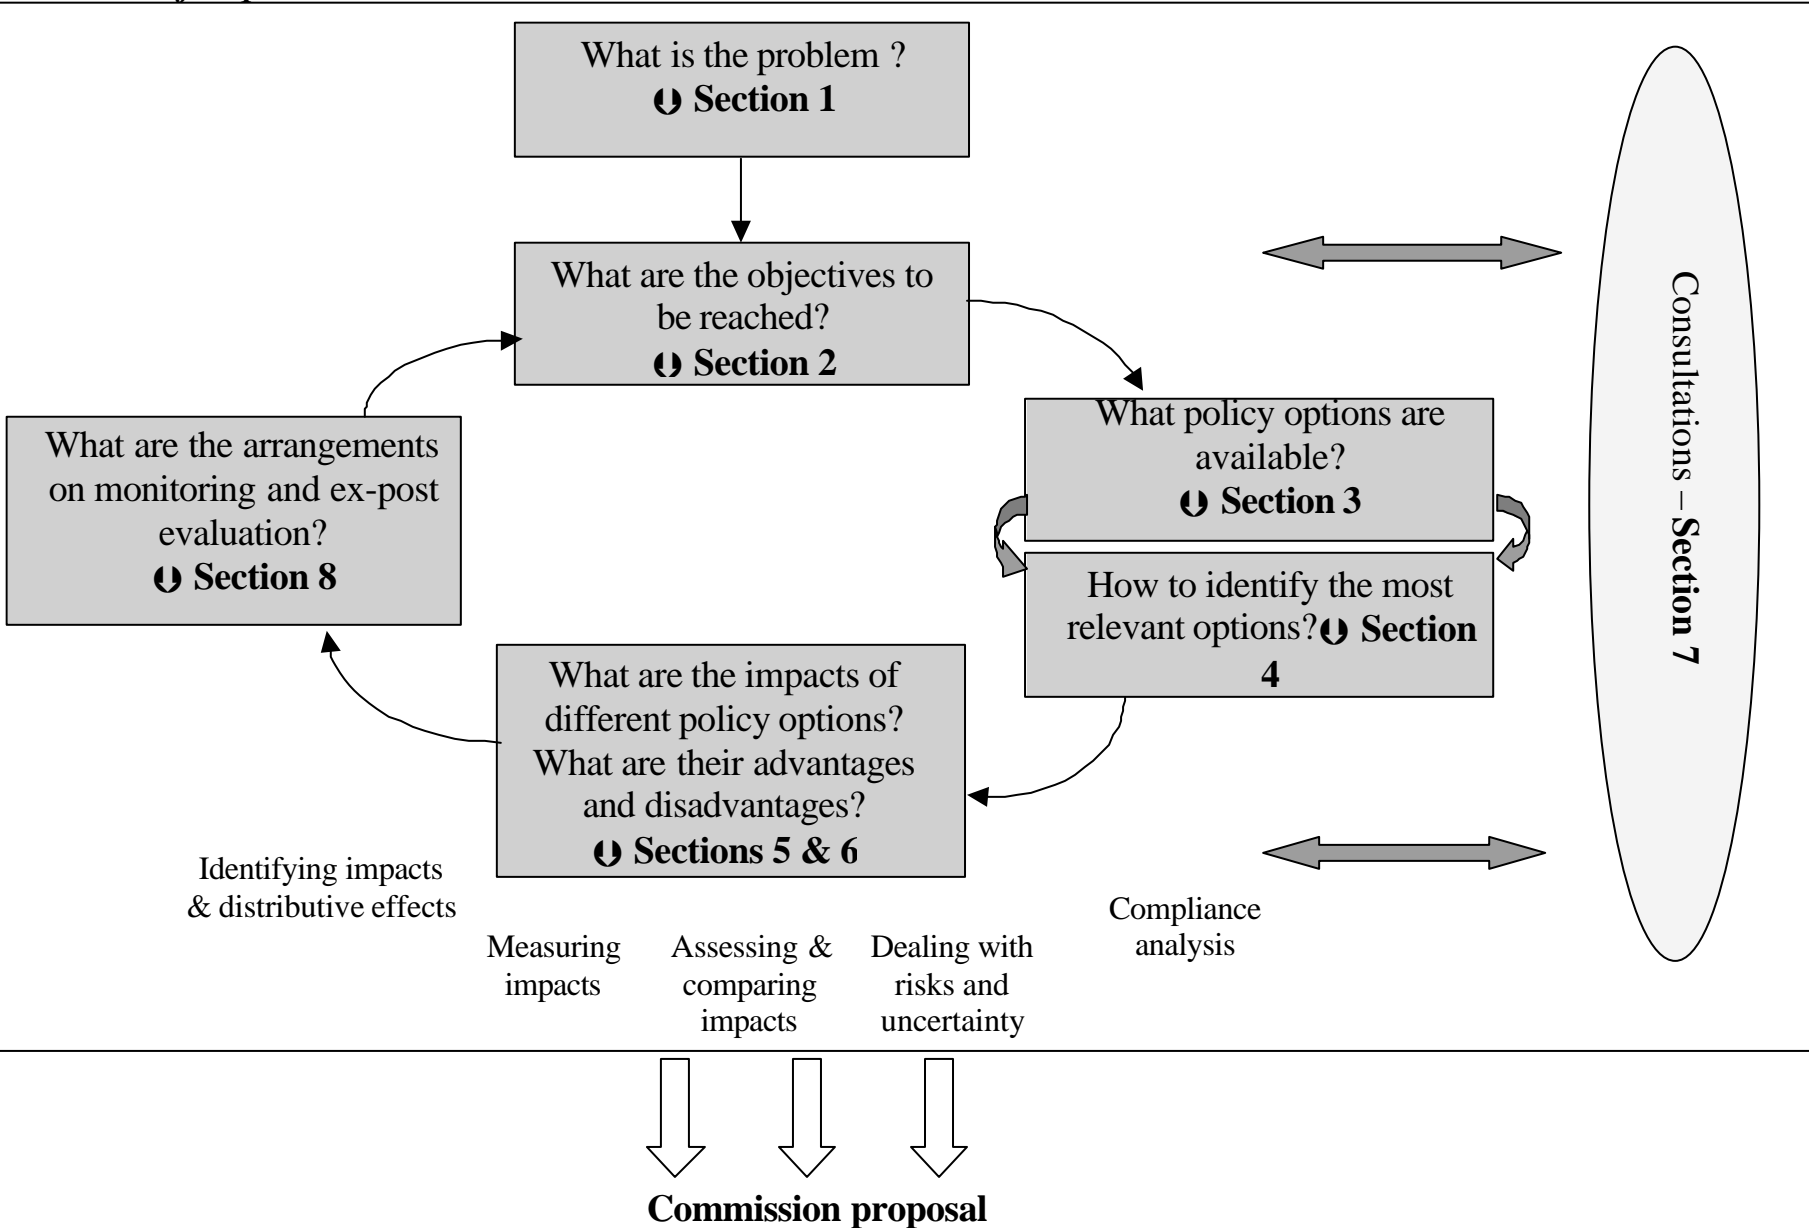 What is the problem ?
Section 1
What are the objectives to
be reached?
Section 2
What policy options are
available?
Section 3
How to identify the most
relevant options? Section
4
What are the arrangements
on monitoring and ex-post
evaluation?
Section 8
What are the impacts of
different policy options?
What are their advantages
and disadvantages?
Sections 5 & 6
Consultations – Section 7
Identifying impacts
& distributive effects
Measuring
impacts
Assessing &
comparing
impacts
Dealing with
risks and
uncertainty
Compliance
analysis
Commission proposal